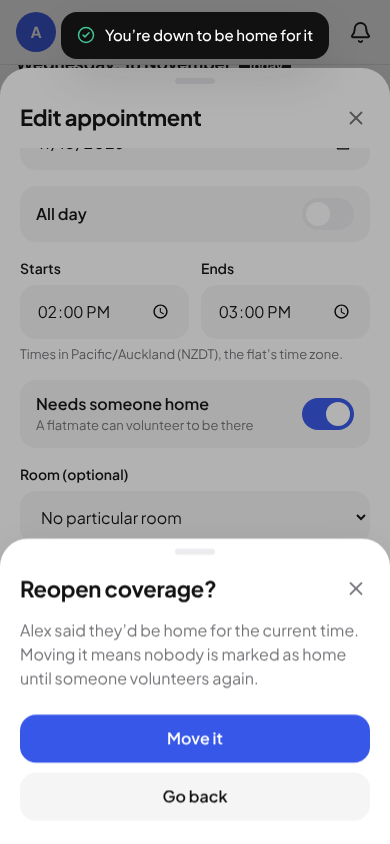 A
You're down to be home for it
Edit appointment
All day
Starts
Ends
02:00 PM
03:00 PM
Times in Pacific/Auckland (NZDT), the flat's time zone.
Needs someone home
A flatmate can volunteer to be there
Room (optional)
No particular room
Reopen coverage?
Alex said they'd be home for the current time.
Moving it means nobody is marked as home
until someone volunteers again.
Move it
Go back